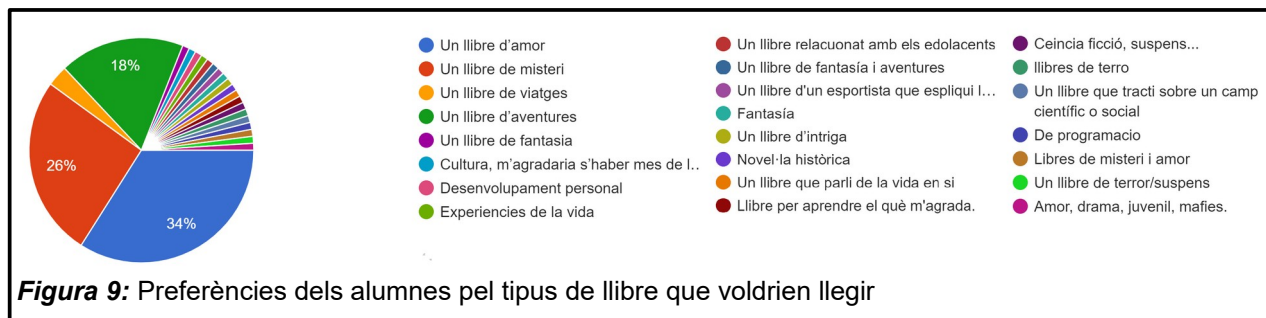 18%
26%
34%
Un llibre d'amor
Un llibre de misteri
Un llibre de viatges
Un llibre d'aventures
Un llibre de fantasia
Cultura, m'agradaria s'haber mes de l…
Desenvolupament personal
Experiencies de la vida
Un llibre relacuonat amb els edolacents
Un llibre de fantasía i aventures
Un llibre d'un esportista que espliqui l…
Fantasía
Un llibre d'intriga
Novel·la històrica
Un llibre que parli de la vida en si
Llibre per aprendre el què m'agrada.
Ceincia ficció, suspens...
llibres de terro
Un llibre que tracti sobre un camp
científic o social
De programacio
Libres de misteri i amor
Un llibre de terror/suspens
Amor, drama, juvenil, mafies.
Figura 9: Preferències dels alumnes pel tipus de llibre que voldrien llegir